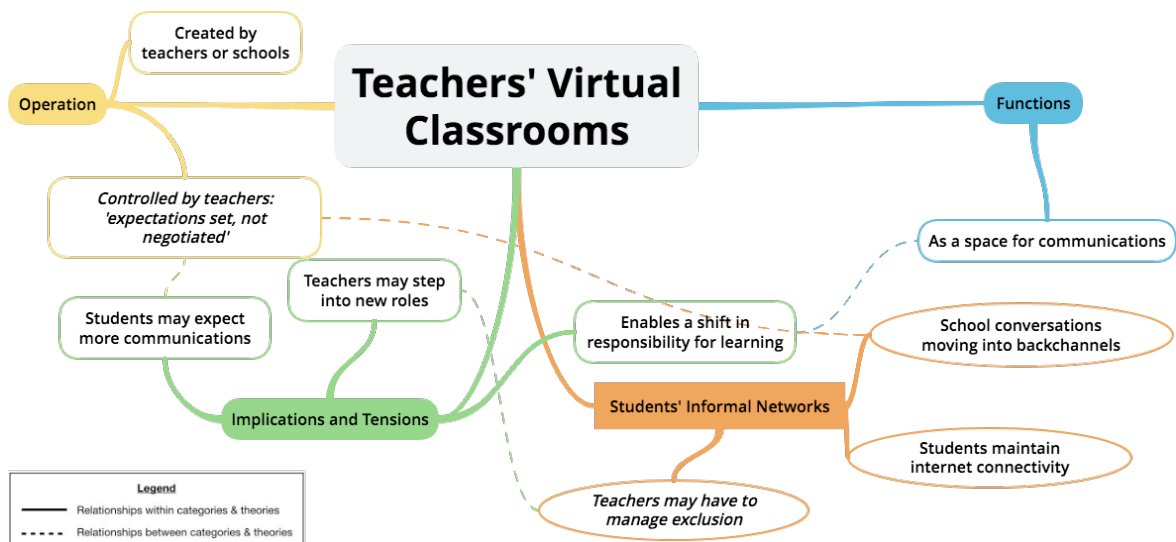 Created by
teachers or schools
Teachers' Virtual
Classrooms
Operation
Functions
Controlled by teachers:
'expectations set, not
negotiated'
As a space for communications
Teachers may step
into new roles
Students may expect
more communications
Enables a shift in
responsibility for learning
School conversations
moving into backchannels
Implications and Tensions
Students' Informal Networks
Students maintain
internet connectivity
Teachers may have to
manage exclusion
Legend
Relationships within categories & theories
Relationships between categories & theories